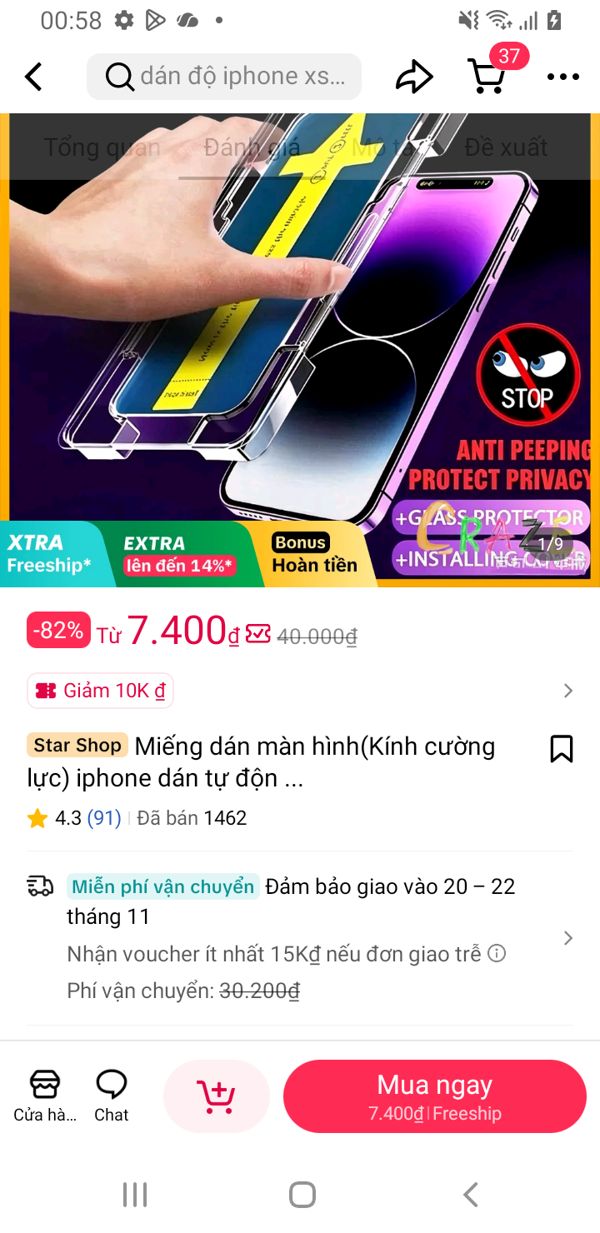 00:58
dán độ iphone xs...
37
Tổng quan Đánh giá Mô tả Đề xuất
STOP
ANTI PEEPING
PROTECT PRIVACY
+GLASS PROTECTOR
CRAZE
1/9
+INSTALLING COVER
XTRA
Freeship*
EXTRA
lên đến 14%*
Bonus
Hoàn tiền
-82% Từ 7.400₫ 40.000₫
Giảm 10K ₫
Star Shop Miếng dán màn hình(Kính cường
lực) iphone dán tự độn ...
4.3 (91) Đã bán 1462
Miễn phí vận chuyển Đảm bảo giao vào 20 – 22
tháng 11
Nhận voucher ít nhất 15K₫ nếu đơn giao trễ
Phí vận chuyển: 30.200₫
Cửa hà... Chat
Mua ngay
7.400₫ Freeship